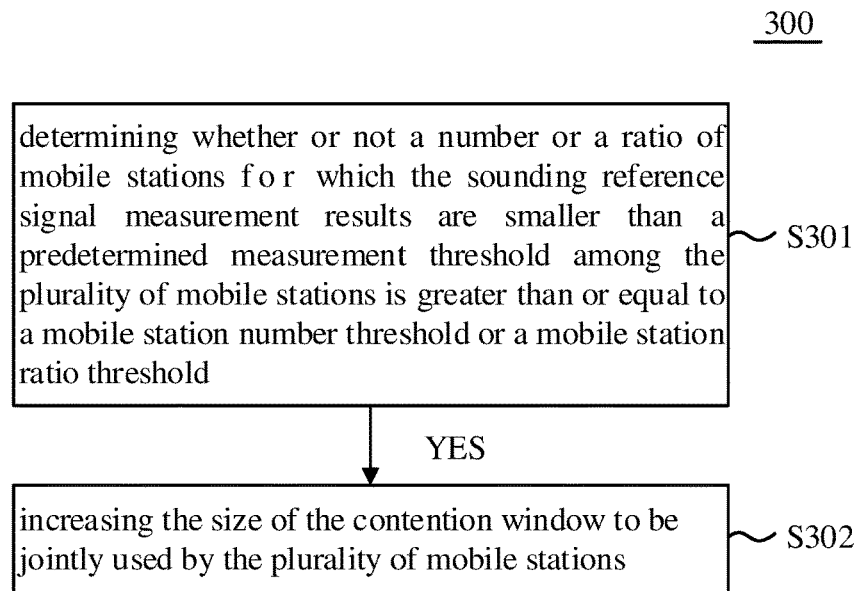 300
determining whether or not a number or a ratio of
mobile stations for which the sounding reference
signal measurement results are smaller than a
predetermined measurement threshold among the
plurality of mobile stations is greater than or equal to
a mobile station number threshold or a mobile station
ratio threshold
S301
YES
increasing the size of the contention window to be
jointly used by the plurality of mobile stations
S302